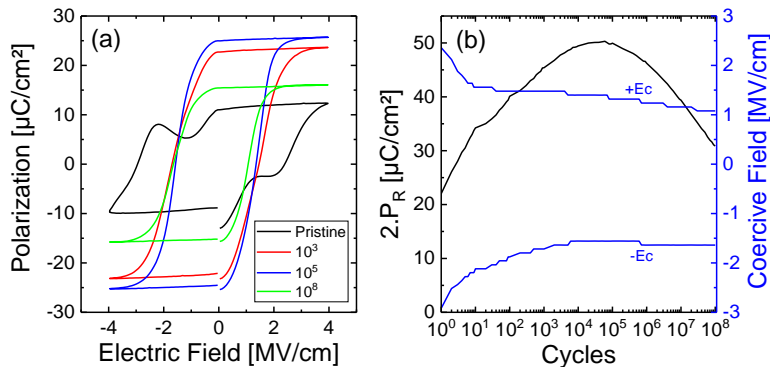 (a)
Polarization [µC/cm²]
30
20
10
0
-10
-20
-30
-4
-2
0
2
4
Electric Field [MV/cm]
Pristine
10³
10⁵
10⁸
(b)
2.P_R [µC/cm²]
60
50
40
30
20
10
0
+Ec
-Ec
10⁰ 10¹ 10² 10³ 10⁴ 10⁵ 10⁶ 10⁷ 10⁸
Cycles
3
2
1
0
-1
-2
-3
Coercive Field [MV/cm]